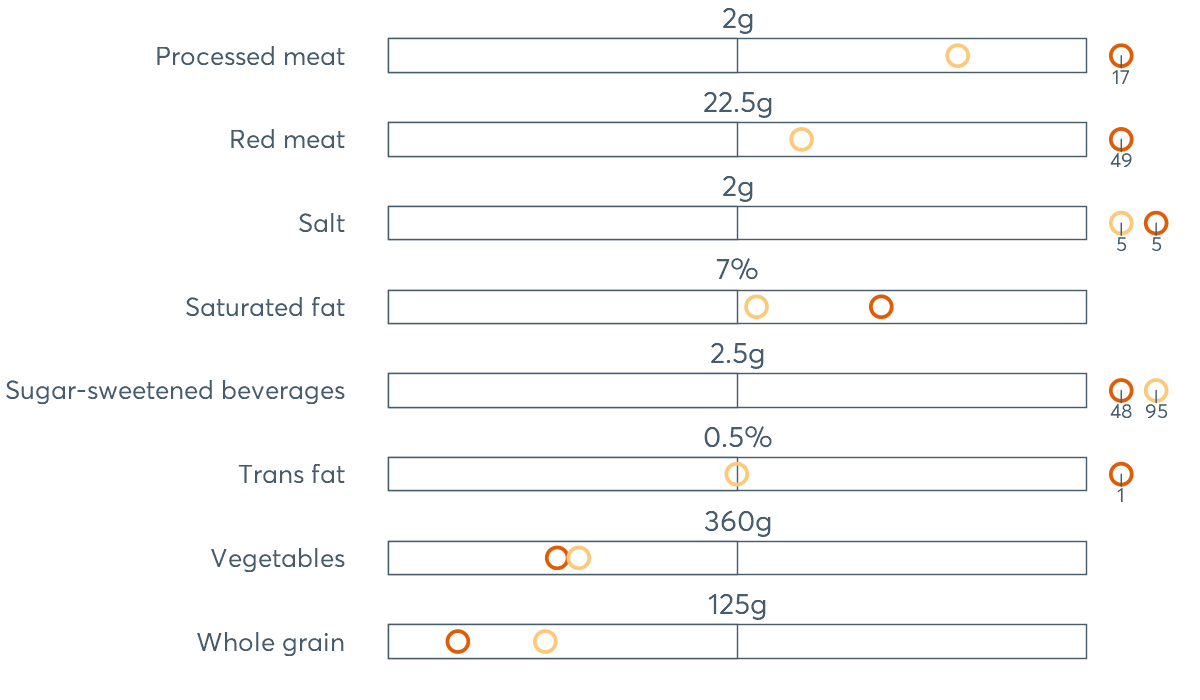 2g
Processed meat
17
22.5g
Red meat
49
2g
Salt
5 5
7%
Saturated fat
2.5g
Sugar-sweetened beverages
48 95
0.5%
Trans fat
1
360g
Vegetables
125g
Whole grain